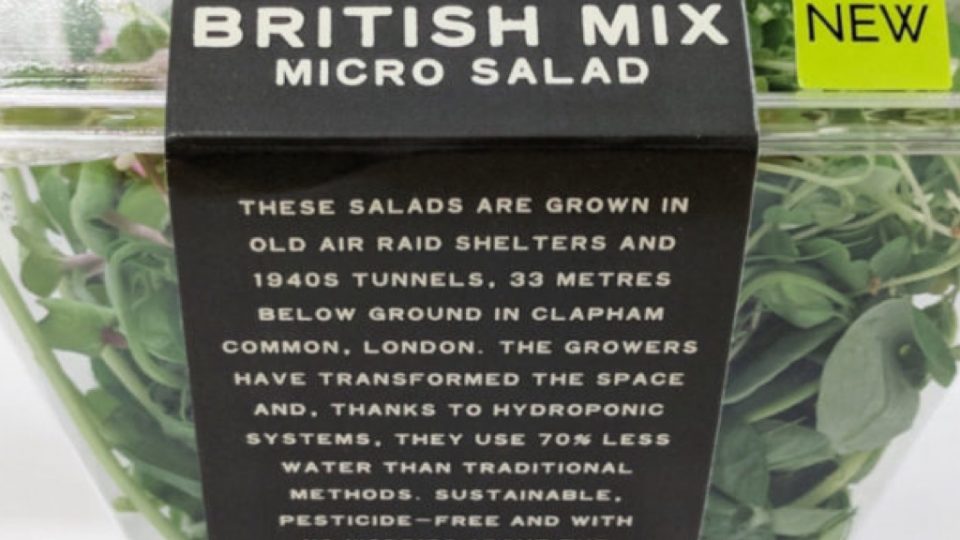 BRITISH MIX
MICRO SALAD
NEW
THESE SALADS ARE GROWN IN
OLD AIR RAID SHELTERS AND
1940S TUNNELS, 33 METRES
BELOW GROUND IN CLAPHAM
COMMON, LONDON. THE GROWERS
HAVE TRANSFORMED THE SPACE
AND, THANKS TO HYDROPONIC
SYSTEMS, THEY USE 70% LESS
WATER THAN TRADITIONAL
METHODS. SUSTAINABLE,
PESTICIDE–FREE AND WITH